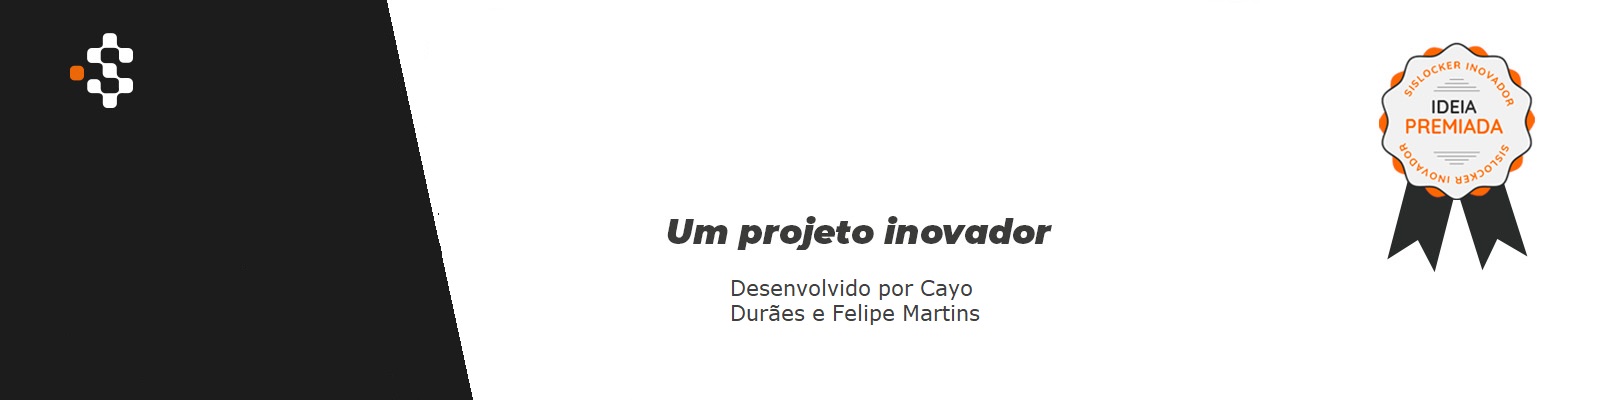 SISLOCKER INOVADOR
IDEIA
PREMIADA
SISLOCKER INOVADOR
Um projeto inovador
Desenvolvido por Cayo
Durães e Felipe Martins